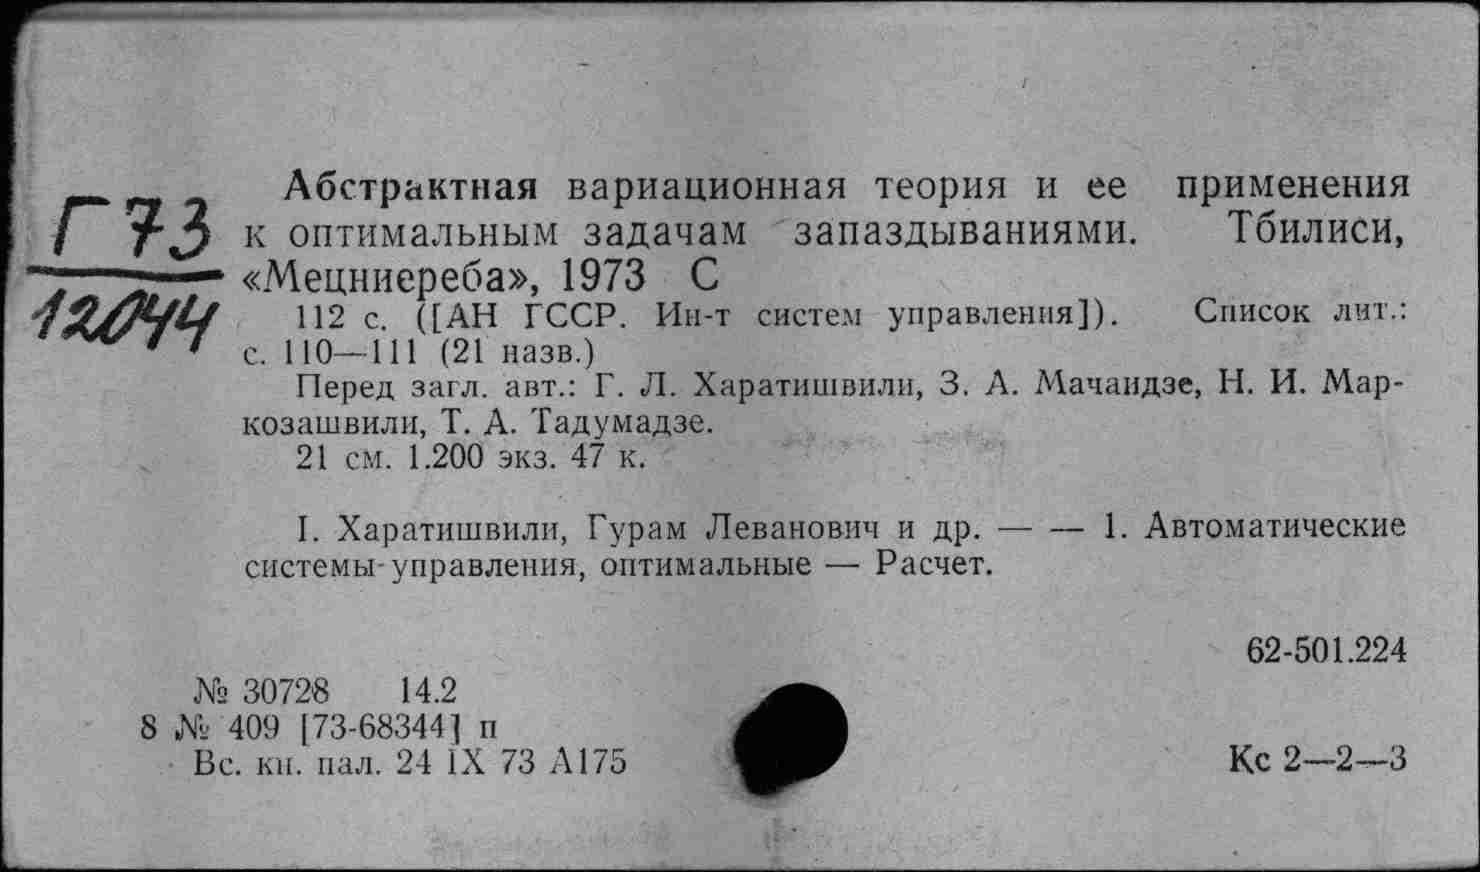 Г73
12044
Абстрактная вариационная теория и ее применения
к оптимальным задачам запаздываниями. Тбилиси,
«Мецниереба», 1973 С
112 с. ([АН ГССР. Ин-т систем управления]). Список лит.:
с. 110—111 (21 назв.)
Перед загл. авт.: Г. Л. Харатишвили, З. А. Мачаидзе, Н. И. Мар-
козашвили, Т. А. Тадумадзе.
21 см. 1.200 экз. 47 к.
I. Харатишвили, Гурам Леванович и др. — — 1. Автоматические
системы управления, оптимальные — Расчет.
62-501.224
№ 30728 14.2
8 № 409 [73-68344] п
Вс. кн. пал. 24 IX 73 А175
Кс 2—2—3